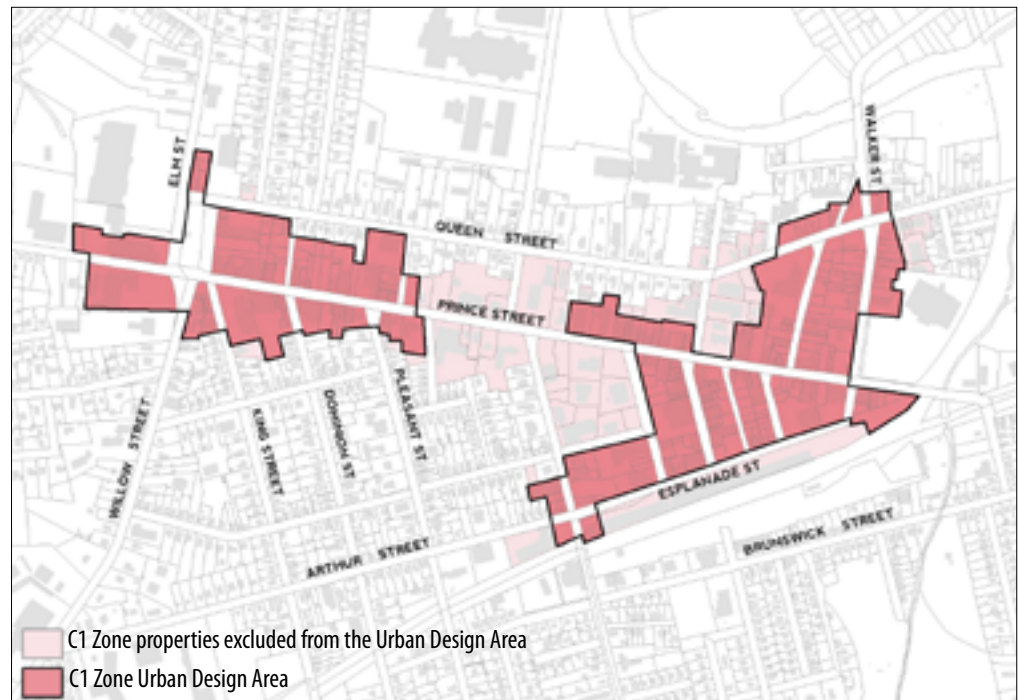 ELM ST
WALKER ST.
QUEEN STREET
PRINCE STREET
PLEASANT ST
DOMINION ST
KING STREET
WILLOW STREET
ESPLANADE ST
BRUNSWICK STREET
ARTHUR STREET
C1 Zone properties excluded from the Urban Design Area
C1 Zone Urban Design Area